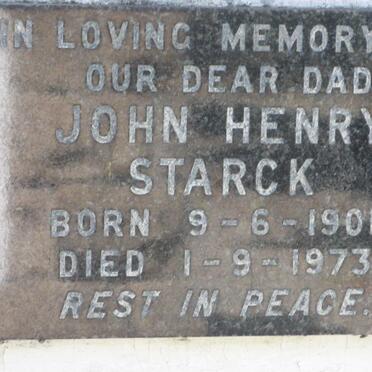 IN LOVING MEMORY
OUR DEAR DAD
JOHN HENRY
STARCK
BORN 9-6-190
DIED 1-9-1973
REST IN PEACE.